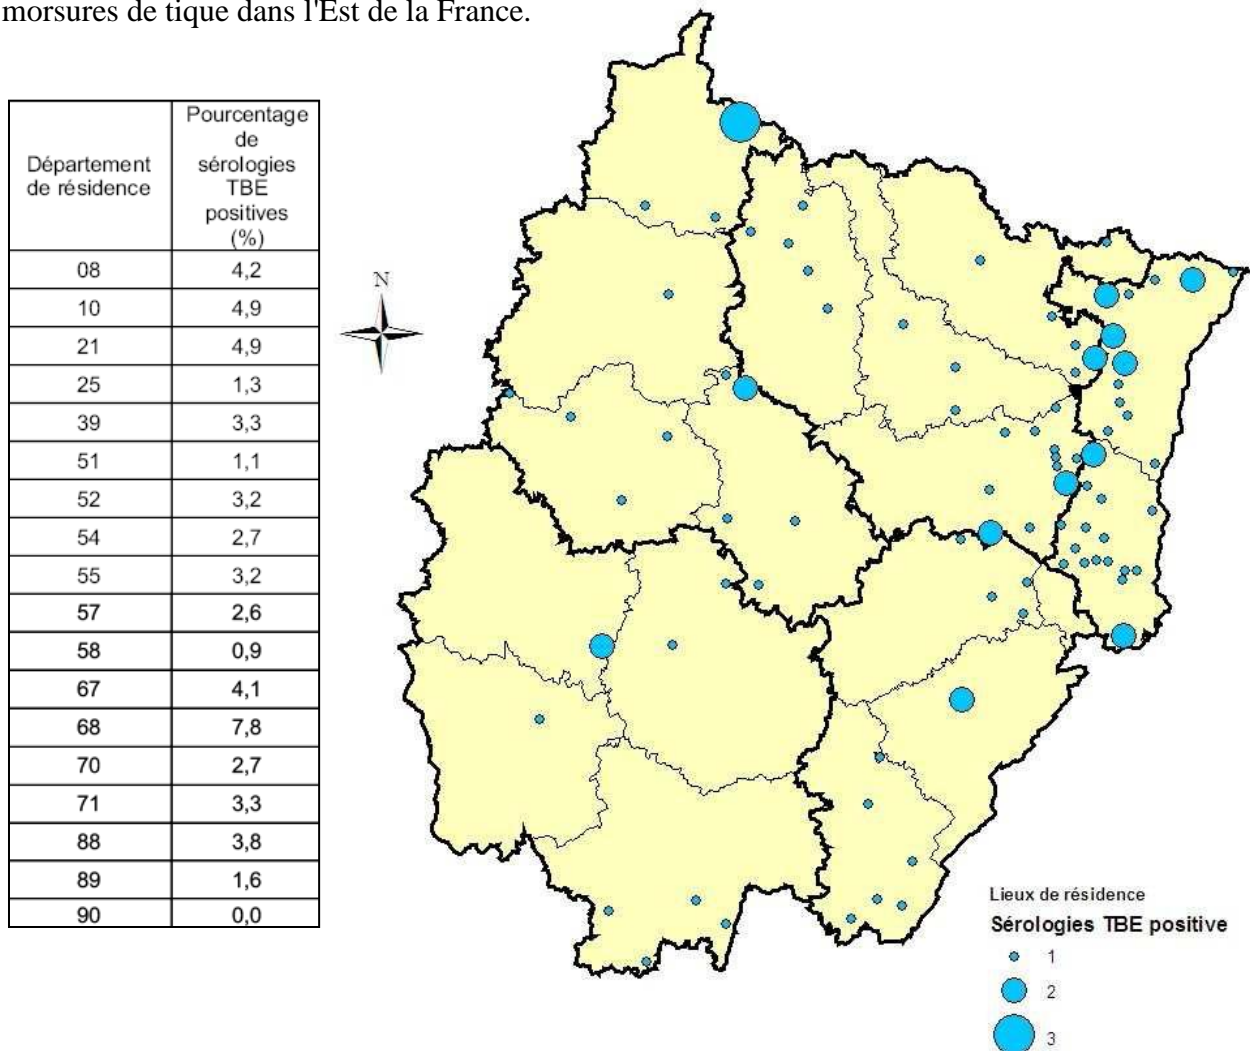 morsures de tique dans l'Est de la France.
Département de résidence | Pourcentage de sérologies TBE positives (%)
08 | 4,2
10 | 4,9
21 | 4,9
25 | 1,3
39 | 3,3
51 | 1,1
52 | 3,2
54 | 2,7
55 | 3,2
57 | 2,6
58 | 0,9
67 | 4,1
68 | 7,8
70 | 2,7
71 | 3,3
88 | 3,8
89 | 1,6
90 | 0,0
N
Lieux de résidence
Sérologies TBE positive
1
2
3